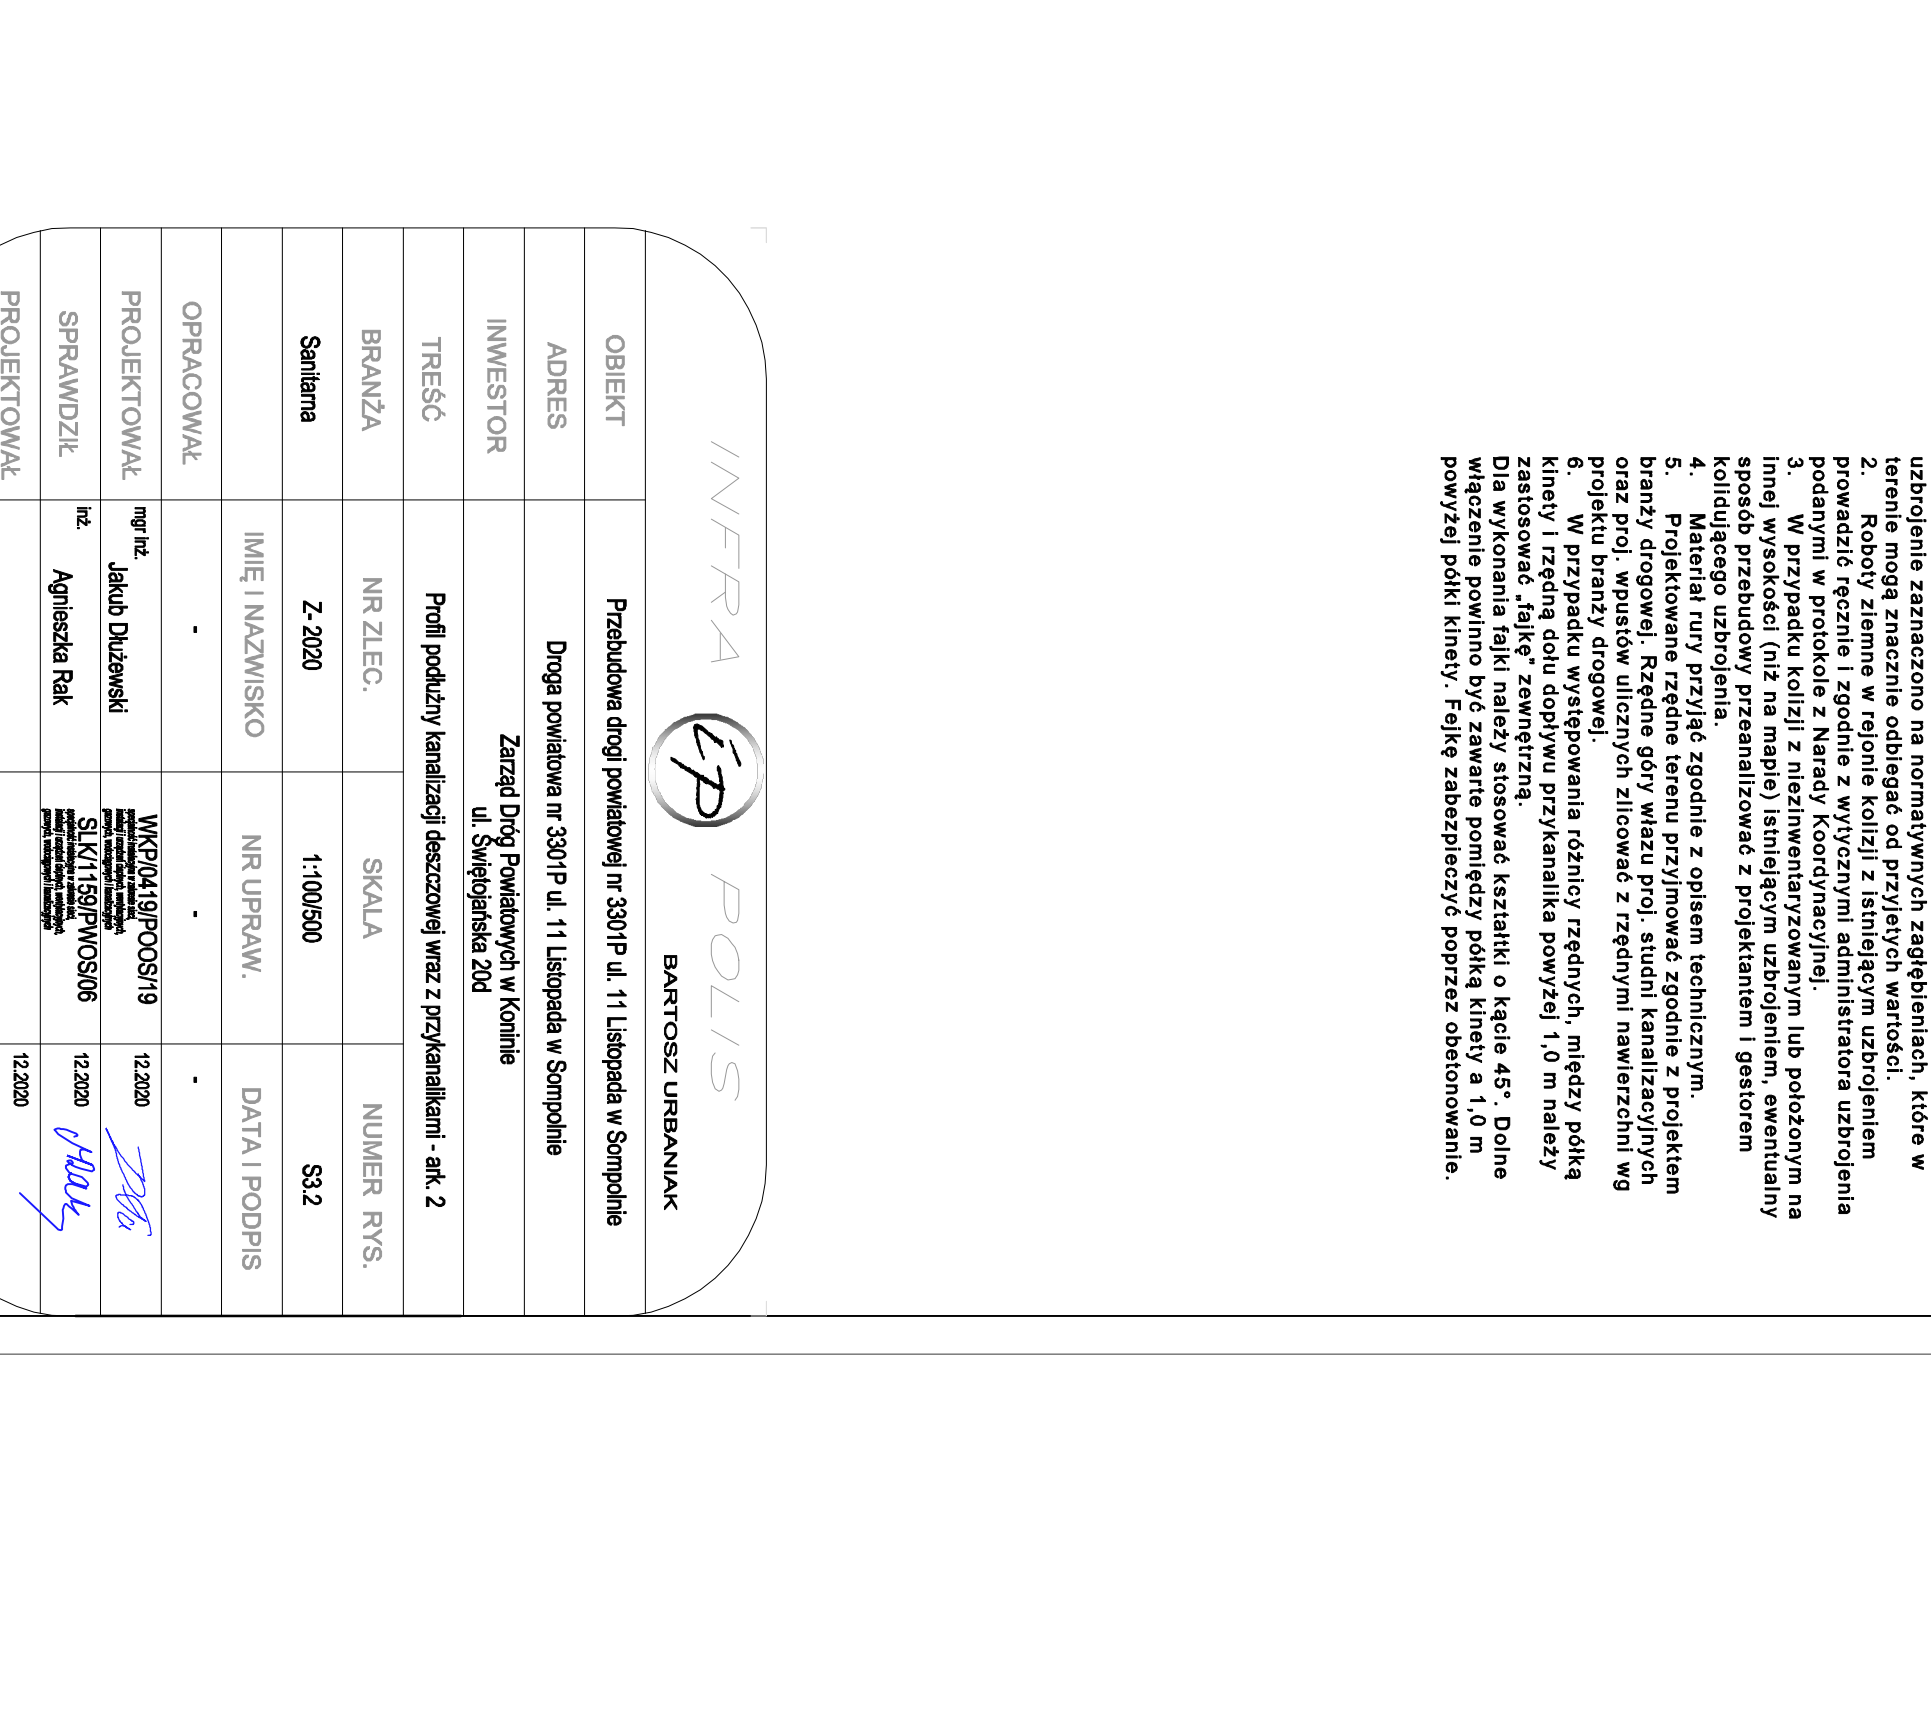 uzbrojenie zaznaczono na normatywnych zagłębieniach, które w
terenie mogą znacznie odbiegać od przyjętych wartości.
2. Roboty ziemne w rejonie kolizji z istniejącym uzbrojeniem
prowadzić ręcznie i zgodnie z wytycznymi administratora uzbrojenia
podanymi w protokole z Narady Koordynacyjnej.
3. W przypadku kolizji z niezinwentaryzowanym lub położonym na
innej wysokości (niż na mapie) istniejącym uzbrojeniem, ewentualny
sposób przebudowy przeanalizować z projektantem i gestorem
kolidującego uzbrojenia.
4. Materiał rury przyjąć zgodnie z opisem technicznym.
5. Projektowane rzędne terenu przyjmować zgodnie z projektem
branży drogowej. Rzędne góry włazu proj. studni kanalizacyjnych
oraz proj. wpustów ulicznych zlicować z rzędnymi nawierzchni wg
projektu branży drogowej.
6. W przypadku występowania różnicy rzędnych, między półką
kinety i rzędną dołu dopływu przykanalika powyżej 1,0 m należy
zastosować „fajkę" zewnętrzną.
Dla wykonania fajki należy stosować kształtki o kącie 45°. Dolne
włączenie powinno być zawarte pomiędzy półką kinety a 1,0 m
powyżej półki kinety. Fejkę zabezpieczyć poprzez obetonowanie.
INFRA iP POLIS
BARTOSZ URBANIAK
OBIEKT Przebudowa drogi powiatowej nr 3301P ul. 11 Listopada w Sompolnie
ADRES Droga powiatowa nr 3301P ul. 11 Listopada w Sompolnie
INWESTOR Zarząd Dróg Powiatowych w Koninie
ul. Świętojańska 20d
TREŚĆ Profil podłużny kanalizacji deszczowej wraz z przykanalikami - ark. 2
BRANŻA NR ZLEC. SKALA NUMER RYS.
Sanitarna Z- 2020 1:100/500 S3.2
IMIĘ I NAZWISKO NR UPRAW. DATA I PODPIS
OPRACOWAŁ - - -
PROJEKTOWAŁ mgr inż. Jakub Dłużewski WKP/0419/POOS/19 12.2020
SPRAWDZIŁ inż. Agnieszka Rak SLK/1159/PWOS/06 12.2020
PROJEKTOWAŁ 12.2020